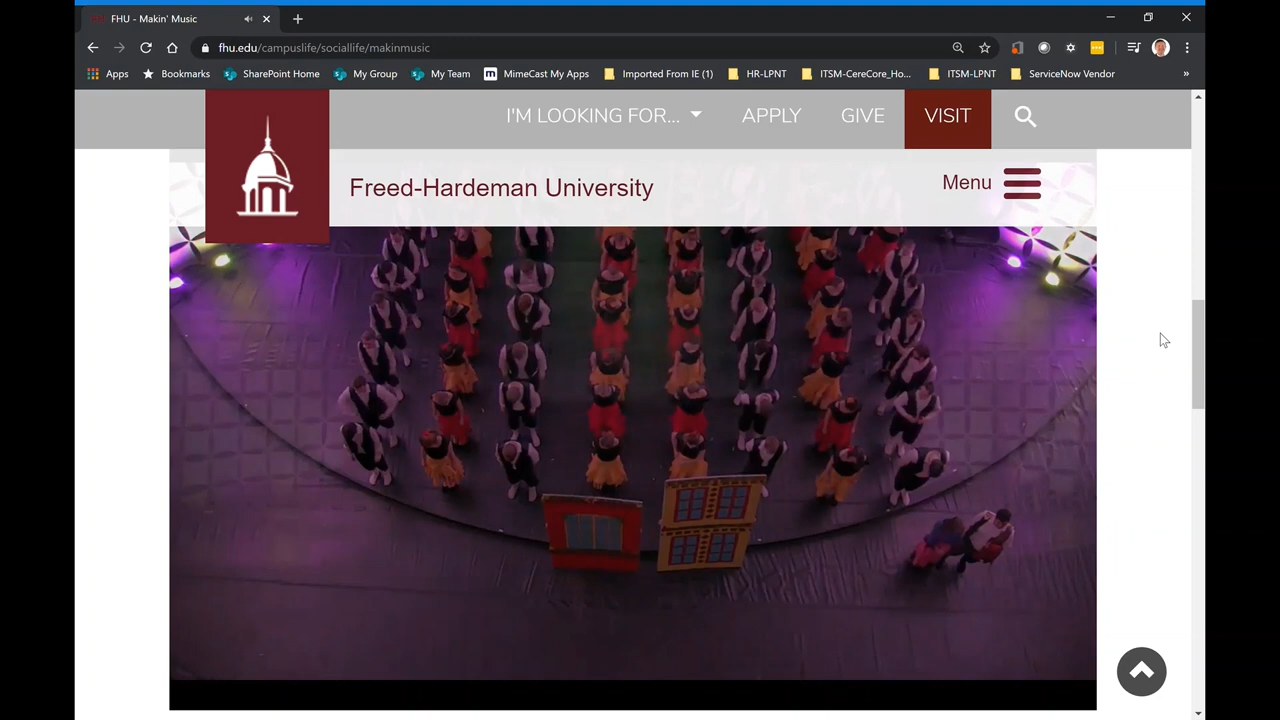 FHU - Makin' Music
fhu.edu/campuslife/sociallife/makinmusic
Apps Bookmarks SharePoint Home My Group My Team MimeCast My Apps Imported From IE (1) HR-LPNT ITSM-CereCore_Ho... ITSM-LPNT ServiceNow Vendor »
I'M LOOKING FOR... APPLY GIVE VISIT
Freed-Hardeman University Menu